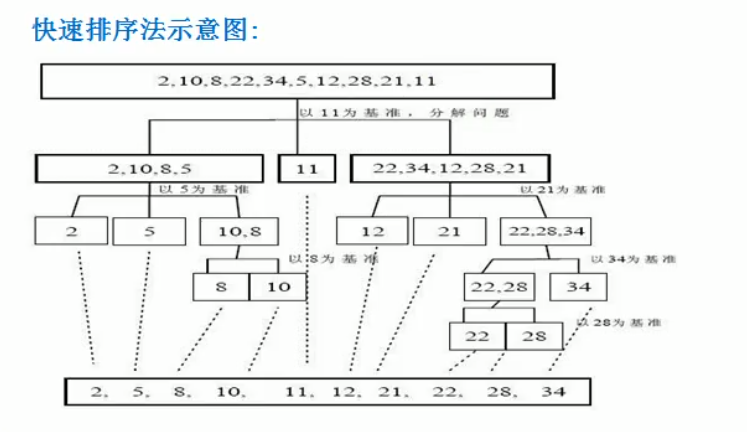 快速排序法示意图:
2,10,8,22,34,5,12,28,21,11
以11为基准，分解问题
2,10,8,5
11
22,34,12,28,21
以5为基准
以21为基准
2
5
10,8
12
21
22,28,34
以8为基准
以34为基准
8
10
22,28
34
以28为基准
22
28
2, 5, 8, 10, 11, 12, 21, 22, 28, 34